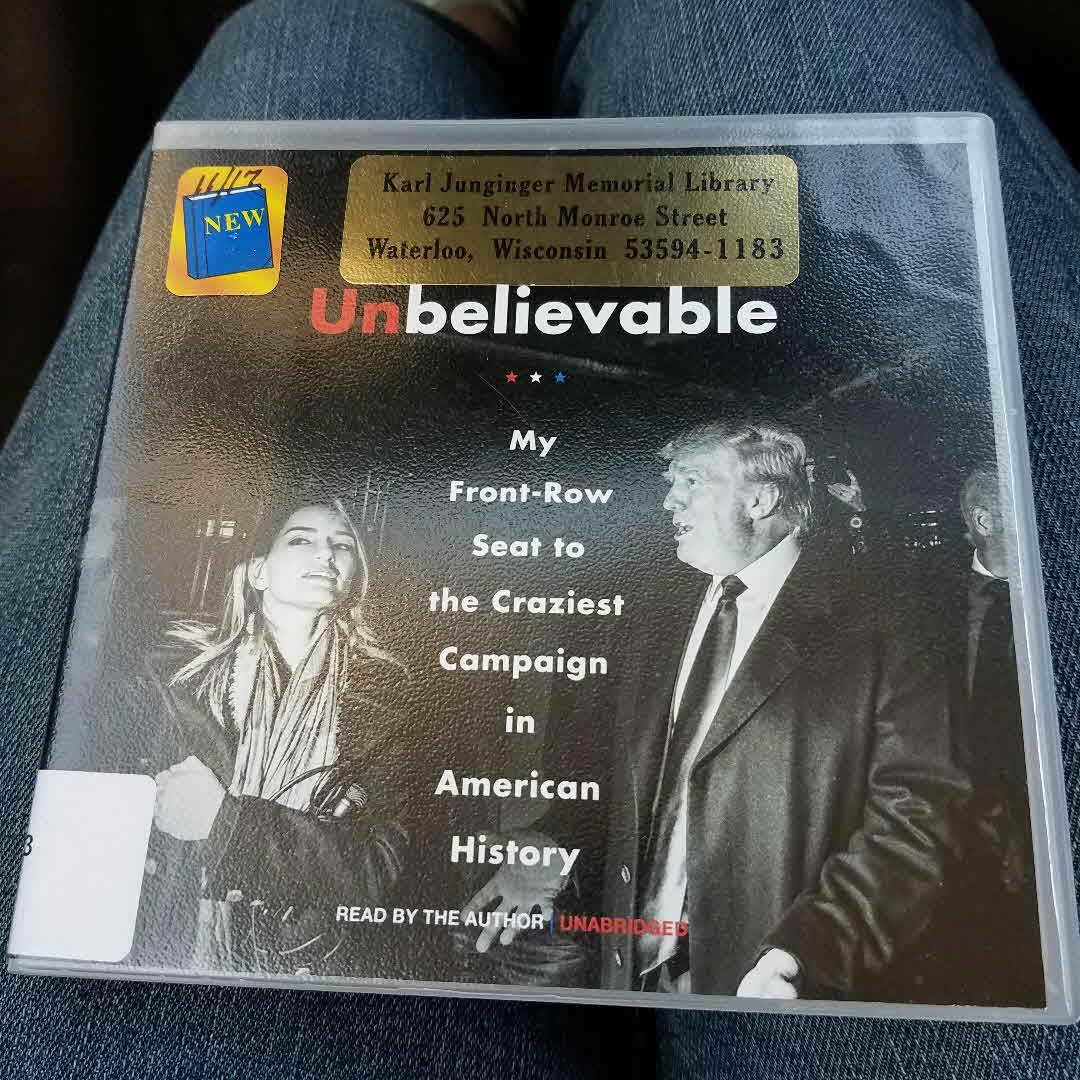 11/17
NEW
Karl Junginger Memorial Library
625 North Monroe Street
Waterloo, Wisconsin 53594-1183
Unbelievable
My
Front-Row
Seat to
the Craziest
Campaign
in
American
History
READ BY THE AUTHOR | UNABRIDGED
3